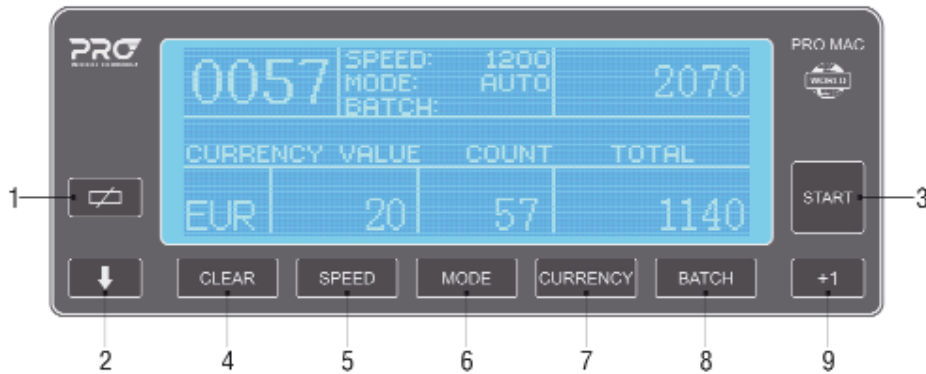 PRO
PRO MAC
WORLD
0057 SPEED: 1200 2070
MODE: AUTO
BATCH:
CURRENCY VALUE COUNT TOTAL
EUR 20 57 1140
1
START 3
CLEAR SPEED MODE CURRENCY BATCH +1
2 4 5 6 7 8 9